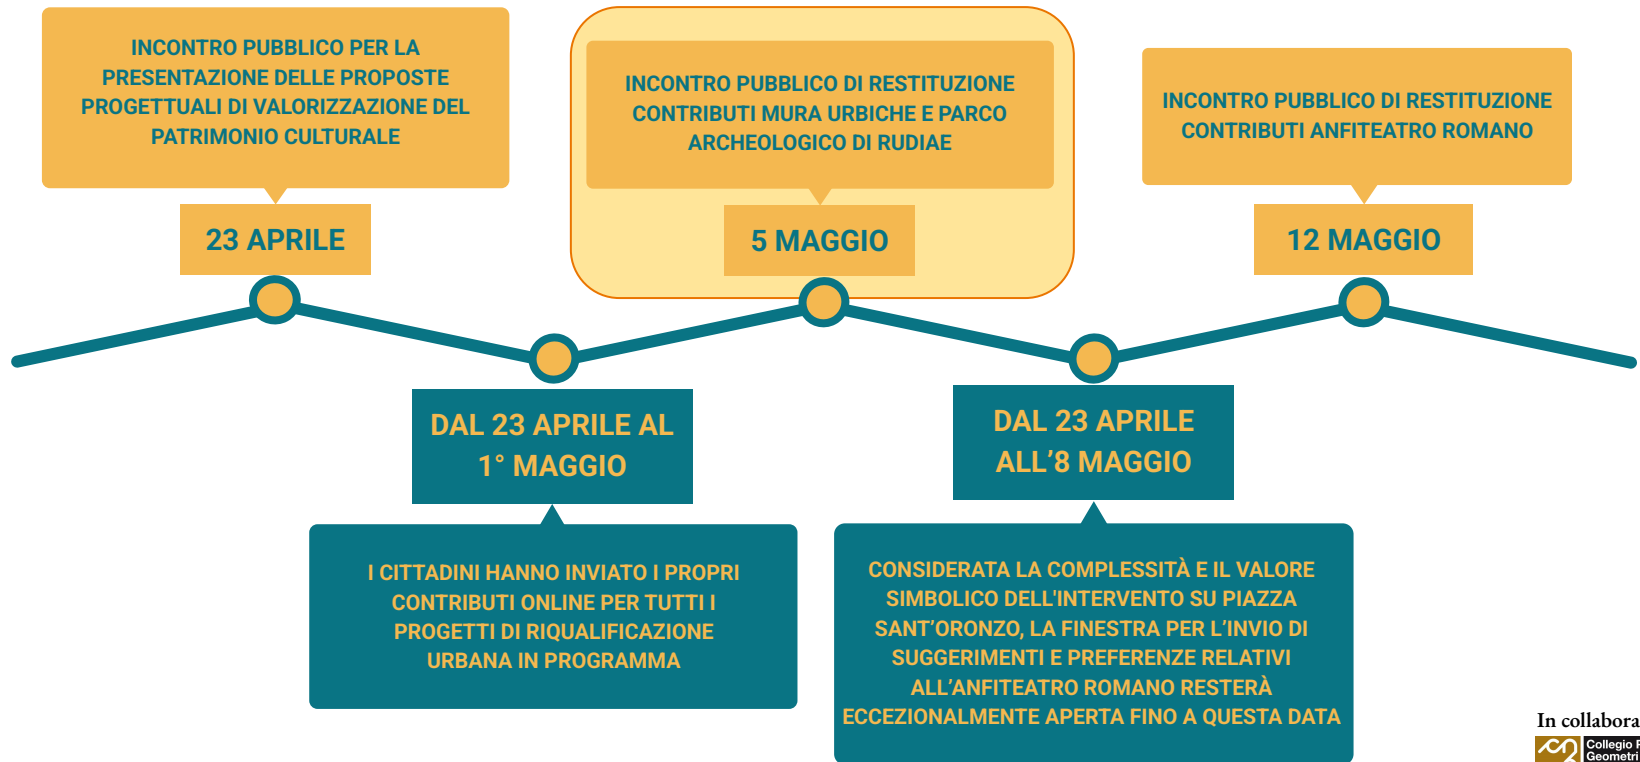 INCONTRO PUBBLICO PER LA
PRESENTAZIONE DELLE PROPOSTE
PROGETTUALI DI VALORIZZAZIONE DEL
PATRIMONIO CULTURALE
23 APRILE
INCONTRO PUBBLICO DI RESTITUZIONE
CONTRIBUTI MURA URBICHE E PARCO
ARCHEOLOGICO DI RUDIAE
5 MAGGIO
INCONTRO PUBBLICO DI RESTITUZIONE
CONTRIBUTI ANFITEATRO ROMANO
12 MAGGIO
DAL 23 APRILE AL
1° MAGGIO
I CITTADINI HANNO INVIATO I PROPRI
CONTRIBUTI ONLINE PER TUTTI I
PROGETTI DI RIQUALIFICAZIONE
URBANA IN PROGRAMMA
DAL 23 APRILE
ALL’8 MAGGIO
CONSIDERATA LA COMPLESSITÀ E IL VALORE
SIMBOLICO DELL'INTERVENTO SU PIAZZA
SANT’ORONZO, LA FINESTRA PER L’INVIO DI
SUGGERIMENTI E PREFERENZE RELATIVI
ALL’ANFITEATRO ROMANO RESTERÀ
ECCEZIONALMENTE APERTA FINO A QUESTA DATA
In collabora
Collegio
Geometri